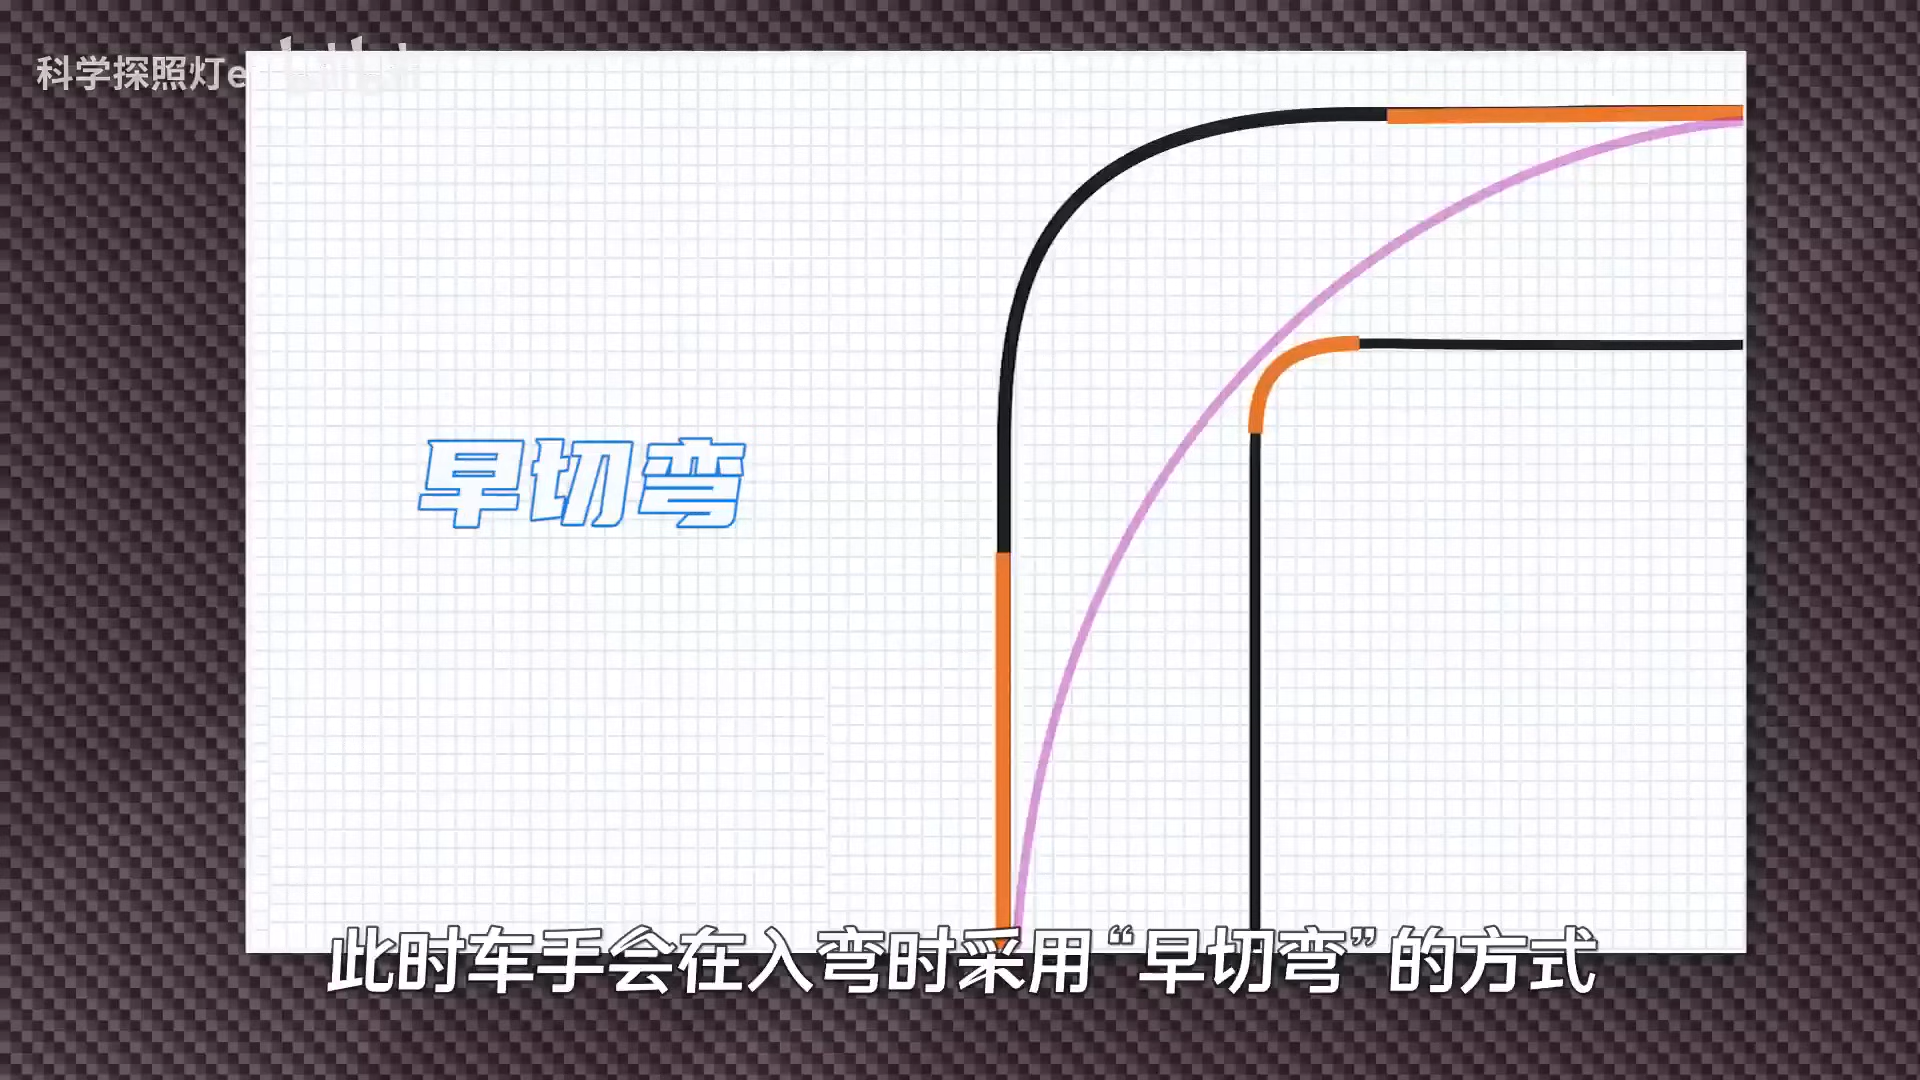 科学探照灯e
早切弯
此时车手会在入弯时采用“早切弯”的方式